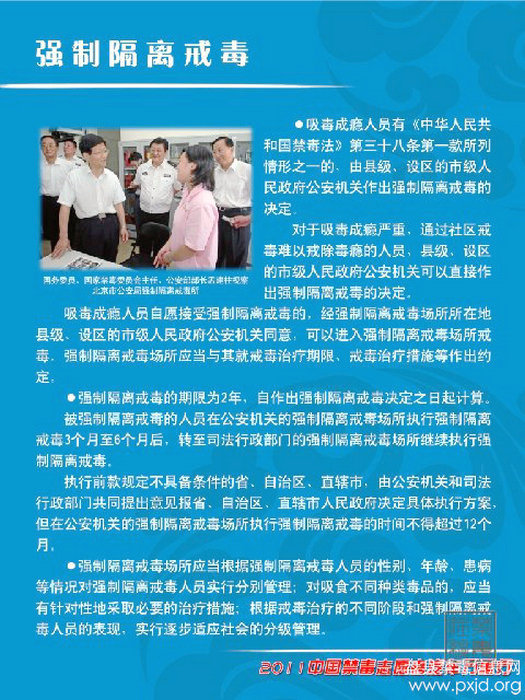 强制隔离戒毒
●吸毒成瘾人员有《中华人民共
和国禁毒法》第三十八条第一款所列
情形之一的，由县级、设区的市级人
民政府公安机关作出强制隔离戒毒的
决定。
对于吸毒成瘾严重，通过社区戒
毒难以戒除毒瘾的人员，县级、设区
的市级人民政府公安机关可以直接作
出强制隔离戒毒的决定。
国务委员、国家禁毒委员会主任、公安部部长孟建柱视察
北京市公安局强制隔离戒毒所
吸毒成瘾人员自愿接受强制隔离戒毒的，经强制隔离戒毒场所所在地
县级、设区的市级人民政府公安机关同意，可以进入强制隔离戒毒场所戒
毒。强制隔离戒毒场所应当与其就戒毒治疗期限、戒毒治疗措施等作出约
定。
●强制隔离戒毒的期限为2年，自作出强制隔离戒毒决定之日起计算。
被强制隔离戒毒的人员在公安机关的强制隔离戒毒场所执行强制隔离
戒毒3个月至6个月后，转至司法行政部门的强制隔离戒毒场所继续执行强
制隔离戒毒。
执行前款规定不具备条件的省、自治区、直辖市，由公安机关和司法
行政部门共同提出意见报省、自治区、直辖市人民政府决定具体执行方案，
但在公安机关的强制隔离戒毒场所执行强制隔离戒毒的时间不得超过12个
月。
●强制隔离戒毒场所应当根据强制隔离戒毒人员的性别、年龄、患病
等情况对强制隔离戒毒人员实行分别管理；对吸食不同种类毒品的，应当
有针对性地采取必要的治疗措施；根据戒毒治疗的不同阶段和强制隔离戒
毒人员的表现，实行逐步适应社会的分级管理。
2011中国禁毒志愿
www.pxjd.org